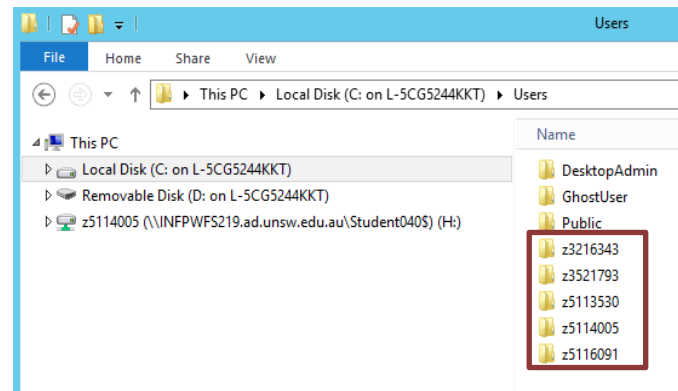 Users
File Home Share View
This PC Local Disk (C: on L-5CG5244KKT) Users
This PC
Local Disk (C: on L-5CG5244KKT)
Removable Disk (D: on L-5CG5244KKT)
z5114005 (\\INFPWFS219.ad.unsw.edu.au\Student040$) (H:)
Name
DesktopAdmin
GhostUser
Public
z3216343
z3521793
z5113530
z5114005
z5116091